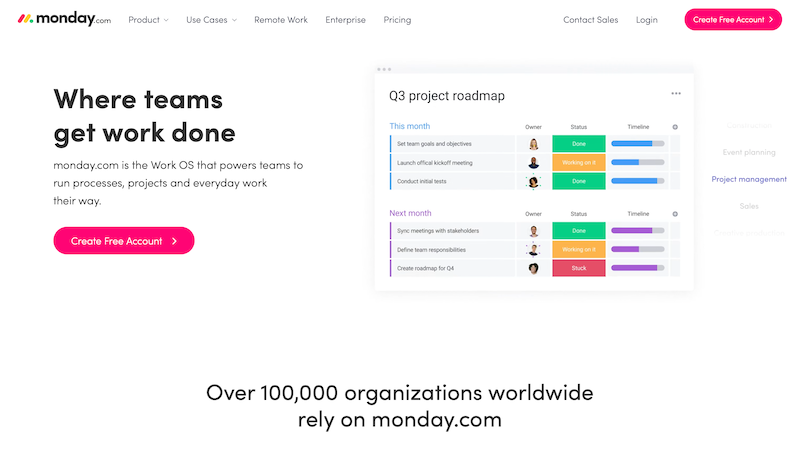 monday.com
Product
Use Cases
Remote Work
Enterprise
Pricing
Contact Sales
Login
Create Free Account
Where teams
get work done
monday.com is the Work OS that powers teams to
run processes, projects and everyday work
their way.
Create Free Account
Q3 project roadmap
This month Owner Status Timeline
Set team goals and objectives Done
Launch offical kickoff meeting Working on it
Conduct initial tests Done
Next month Owner Status Timeline
Sync meetings with stakeholders Done
Define team responsibilities Working on it
Create roadmap for Q4 Stuck
Event planning
Project management
Sales
Over 100,000 organizations worldwide
rely on monday.com